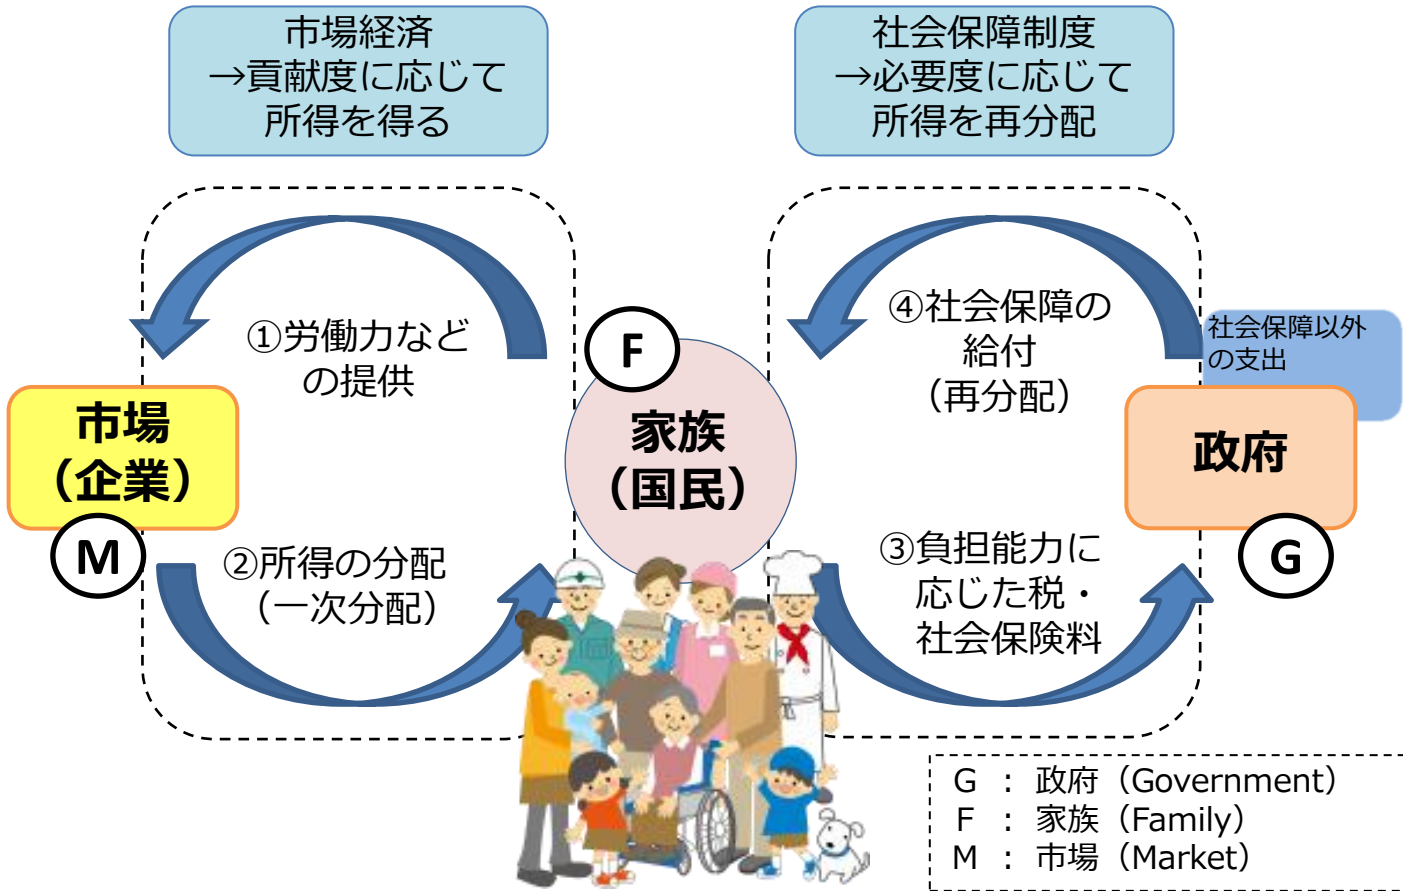 市場経済
→貢献度に応じて
所得を得る
社会保障制度
→必要度に応じて
所得を再分配
①労働力など
の提供
F
④社会保障の
給付
（再分配）
社会保障以外
の支出
市場
（企業）
M
家族
（国民）
政府
G
②所得の分配
（一次分配）
③負担能力に
応じた税・
社会保険料
G ： 政府（Government）
F ： 家族（Family）
M ： 市場（Market）